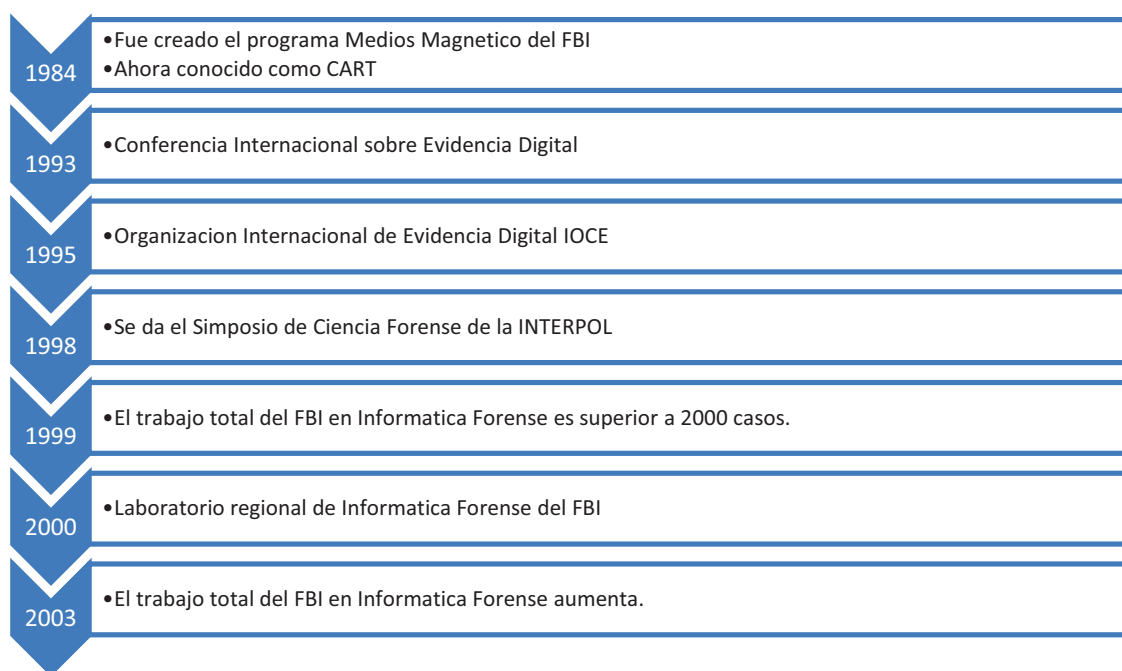 1984
•Fue creado el programa Medios Magnetico del FBI
•Ahora conocido como CART
1993
•Conferencia Internacional sobre Evidencia Digital
1995
•Organizacion Internacional de Evidencia Digital IOCE
1998
•Se da el Simposio de Ciencia Forense de la INTERPOL
1999
•El trabajo total del FBI en Informatica Forense es superior a 2000 casos.
2000
•Laboratorio regional de Informatica Forense del FBI
2003
•El trabajo total del FBI en Informatica Forense aumenta.